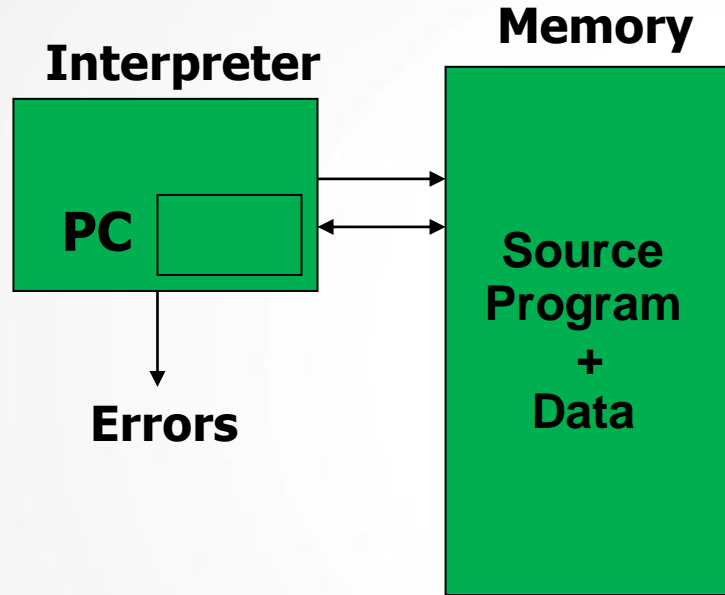 Memory
Interpreter
PC
Source
Program
+
Data
Errors